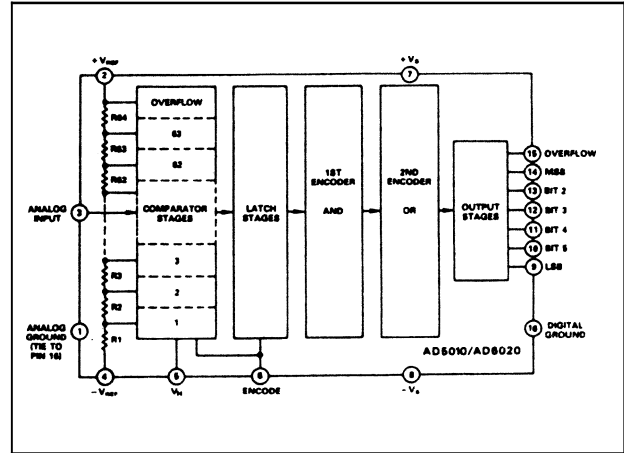 + VREF
2
+ Vs
7
OVERFLOW
R64
63
R63
62
R62
1ST ENCODER
2ND ENCODER
15 OVERFLOW
14 MSB
13 BIT 2
12 BIT 3
11 BIT 4
10 BIT 5
9 LSB
ANALOG INPUT
3
COMPARATOR STAGES
LATCH STAGES
AND
OR
OUTPUT STAGES
R3
3
R2
2
R1
1
ANALOG GROUND (TIE TO PIN 16)
1
16
DIGITAL GROUND
AD5010/AD6020
4
5
6
8
- VREF
VH
ENCODE
- Vs